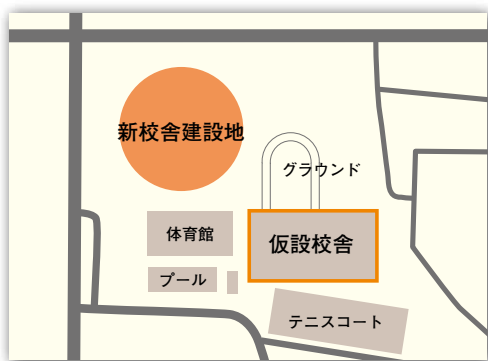 新校舎建設地
グラウンド
体育館
仮設校舎
プール
テニスコート